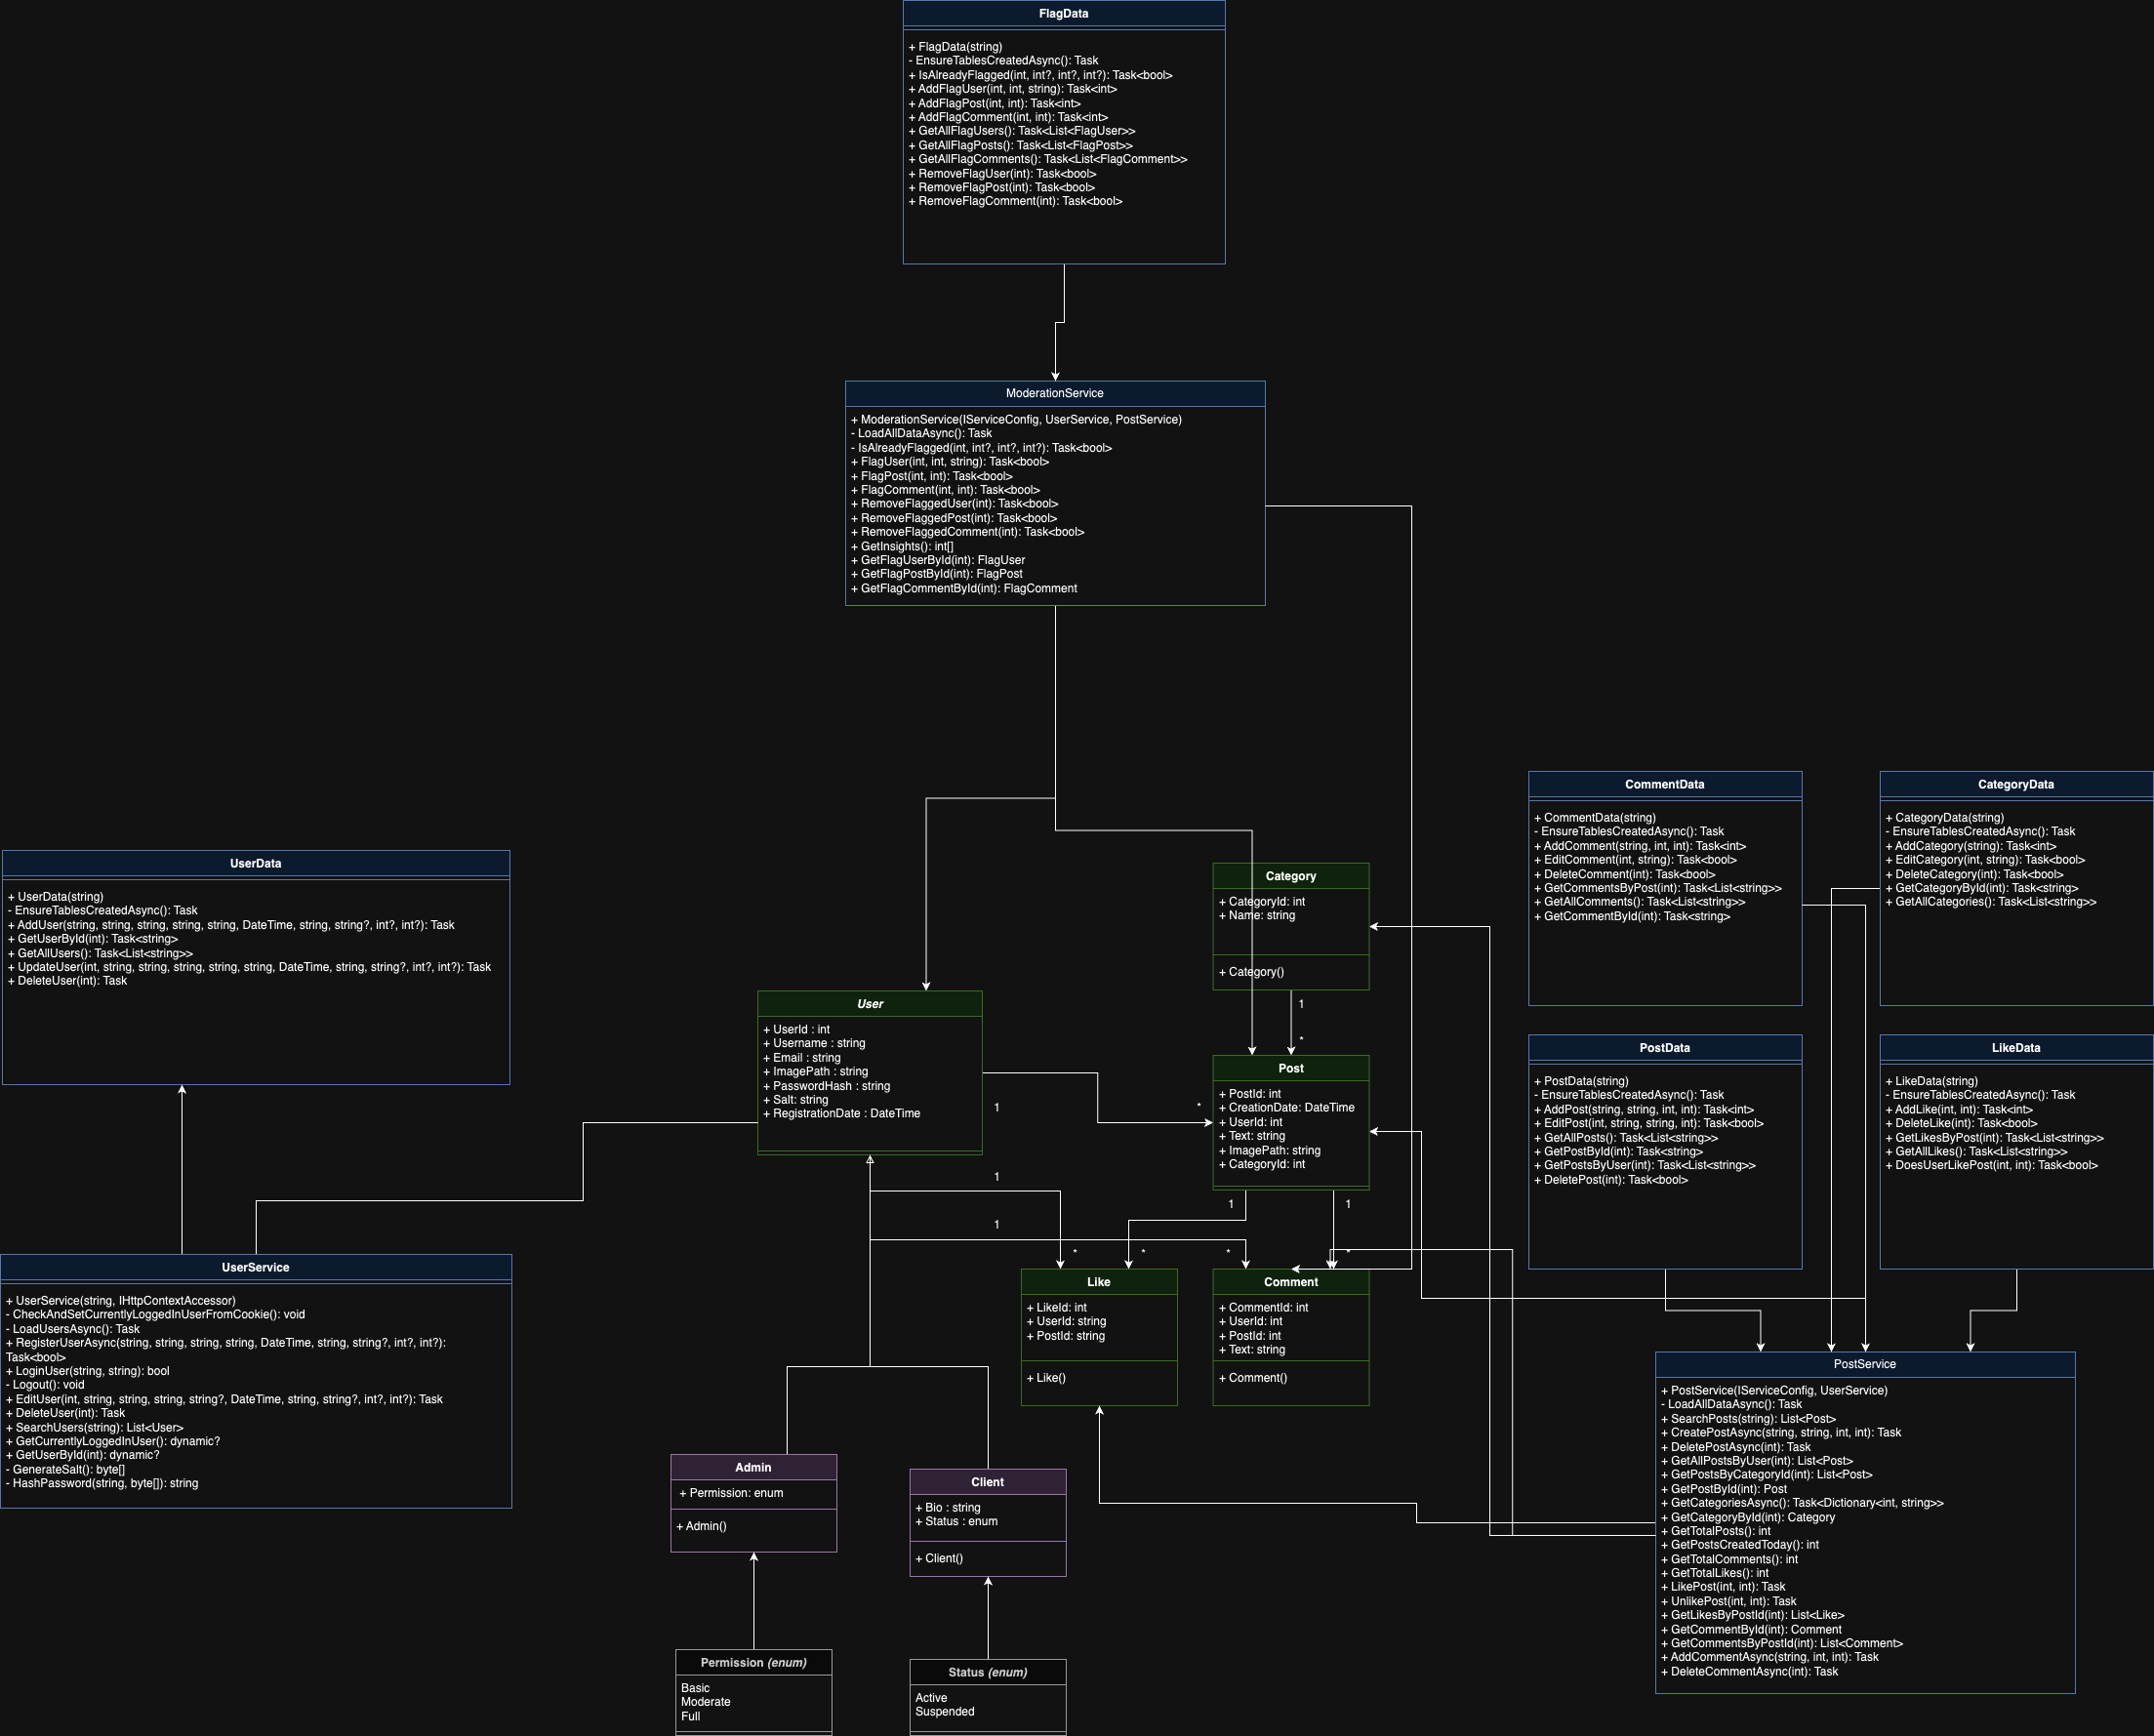 FlagData
+ FlagData(string)
- EnsureTablesCreatedAsync(): Task
+ IsAlreadyFlagged(int, int?, int?, int?): Task<bool>
+ AddFlagUser(int, int, string): Task<int>
+ AddFlagPost(int, int): Task<int>
+ AddFlagComment(int, int): Task<int>
+ GetAllFlagUsers(): Task<List<FlagUser>>
+ GetAllFlagPosts(): Task<List<FlagPost>>
+ GetAllFlagComments(): Task<List<FlagComment>>
+ RemoveFlagUser(int): Task<bool>
+ RemoveFlagPost(int): Task<bool>
+ RemoveFlagComment(int): Task<bool>
ModerationService
+ ModerationService(IServiceConfig, UserService, PostService)
- LoadAllDataAsync(): Task
- IsAlreadyFlagged(int, int?, int?, int?): Task<bool>
+ FlagUser(int, int, string): Task<bool>
+ FlagPost(int, int): Task<bool>
+ FlagComment(int, int): Task<bool>
+ RemoveFlaggedUser(int): Task<bool>
+ RemoveFlaggedPost(int): Task<bool>
+ RemoveFlaggedComment(int): Task<bool>
+ GetInsights(): int[]
+ GetFlagUserById(int): FlagUser
+ GetFlagPostById(int): FlagPost
+ GetFlagCommentById(int): FlagComment
UserData
+ UserData(string)
- EnsureTablesCreatedAsync(): Task
+ AddUser(string, string, string, string, string, DateTime, string, string?, int?, int?): Task
+ GetUserById(int): Task<string>
+ GetAllUsers(): Task<List<string>>
+ UpdateUser(int, string, string, string, string, string, DateTime, string, string?, int?, int?): Task
+ DeleteUser(int): Task
Category
+ CategoryId: int
+ Name: string
+ Category()
1
*
CommentData
+ CommentData(string)
- EnsureTablesCreatedAsync(): Task
+ AddComment(string, int, int): Task<int>
+ EditComment(int, string): Task<bool>
+ DeleteComment(int): Task<bool>
+ GetCommentsByPost(int): Task<List<string>>
+ GetAllComments(): Task<List<string>>
+ GetCommentById(int): Task<string>
CategoryData
+ CategoryData(string)
- EnsureTablesCreatedAsync(): Task
+ AddCategory(string): Task<int>
+ EditCategory(int, string): Task<bool>
+ DeleteCategory(int): Task<bool>
+ GetCategoryById(int): Task<string>
+ GetAllCategories(): Task<List<string>>
User
+ UserId : int
+ Username : string
+ Email : string
+ ImagePath : string
+ PasswordHash : string
+ Salt: string
+ RegistrationDate : DateTime
1
*
Post
+ PostId: int
+ CreationDate: DateTime
+ UserId: int
+ Text: string
+ ImagePath: string
+ CategoryId: int
PostData
+ PostData(string)
- EnsureTablesCreatedAsync(): Task
+ AddPost(string, string, int, int): Task<int>
+ EditPost(int, string, string, int): Task<bool>
+ GetAllPosts(): Task<List<string>>
+ GetPostById(int): Task<string>
+ GetPostsByUser(int): Task<List<string>>
+ DeletePost(int): Task<bool>
LikeData
+ LikeData(string)
- EnsureTablesCreatedAsync(): Task
+ AddLike(int, int): Task<int>
+ DeleteLike(int): Task<bool>
+ GetLikesByPost(int): Task<List<string>>
+ GetAllLikes(): Task<List<string>>
+ DoesUserLikePost(int, int): Task<bool>
1
1
1
1
*
*
*
*
UserService
+ UserService(string, IHttpContextAccessor)
- CheckAndSetCurrentlyLoggedInUserFromCookie(): void
- LoadUsersAsync(): Task
+ RegisterUserAsync(string, string, string, string, DateTime, string, string?, int?, int?):
Task<bool>
+ LoginUser(string, string): bool
- Logout(): void
+ EditUser(int, string, string, string, string?, DateTime, string, string?, int?, int?): Task
+ DeleteUser(int): Task
+ SearchUsers(string): List<User>
+ GetCurrentlyLoggedInUser(): dynamic?
+ GetUserById(int): dynamic?
- GenerateSalt(): byte[]
- HashPassword(string, byte[]): string
Like
+ LikeId: int
+ UserId: string
+ PostId: string
+ Like()
Comment
+ CommentId: int
+ UserId: int
+ PostId: int
+ Text: string
+ Comment()
PostService
+ PostService(IServiceConfig, UserService)
- LoadAllDataAsync(): Task
+ SearchPosts(string): List<Post>
+ CreatePostAsync(string, string, int, int): Task
+ DeletePostAsync(int): Task
+ GetAllPostsByUser(int): List<Post>
+ GetPostsByCategoryId(int): List<Post>
+ GetPostById(int): Post
+ GetCategoriesAsync(): Task<Dictionary<int, string>>
+ GetCategoryById(int): Category
+ GetTotalPosts(): int
+ GetPostsCreatedToday(): int
+ GetTotalComments(): int
+ GetTotalLikes(): int
+ LikePost(int, int): Task
+ UnlikePost(int, int): Task
+ GetLikesByPostId(int): List<Like>
+ GetCommentById(int): Comment
+ GetCommentsByPostId(int): List<Comment>
+ AddCommentAsync(string, int, int): Task
+ DeleteCommentAsync(int): Task
Admin
+ Permission: enum
+ Admin()
Client
+ Bio : string
+ Status : enum
+ Client()
Permission (enum)
Basic
Moderate
Full
Status (enum)
Active
Suspended